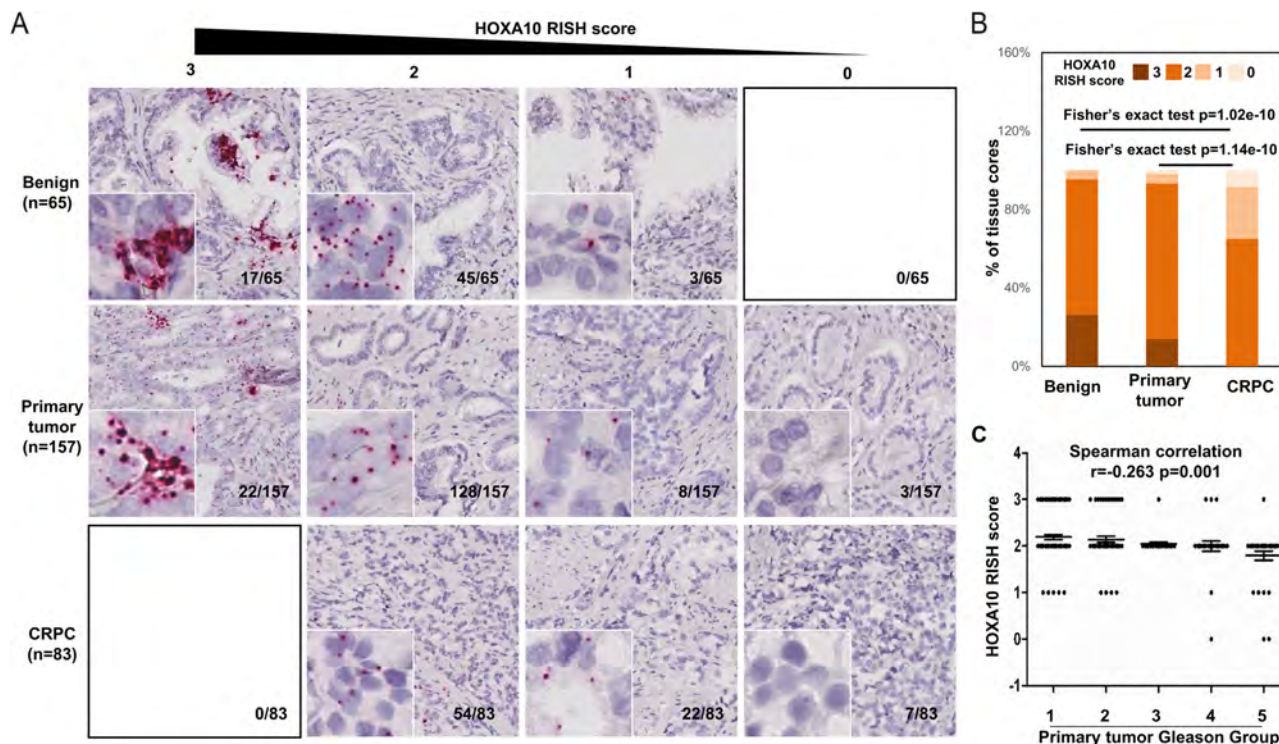 A
HOXA10 RISH score
3 2 1 0
Benign
(n=65)
17/65 45/65 3/65 0/65
Primary
tumor
(n=157)
22/157 128/157 8/157 3/157
CRPC
(n=83)
0/83 54/83 22/83 7/83
B
160%
120%
80%
40%
0%
% of tissue cores
HOXA10
RISH score 3 2 1 0
Fisher's exact test p=1.02e-10
Fisher's exact test p=1.14e-10
Benign Primary tumor CRPC
C
Spearman correlation
r=-0.263 p=0.001
HOXA10 RISH score
4
3
2
1
0
-1
1 2 3 4 5
Primary tumor Gleason Group